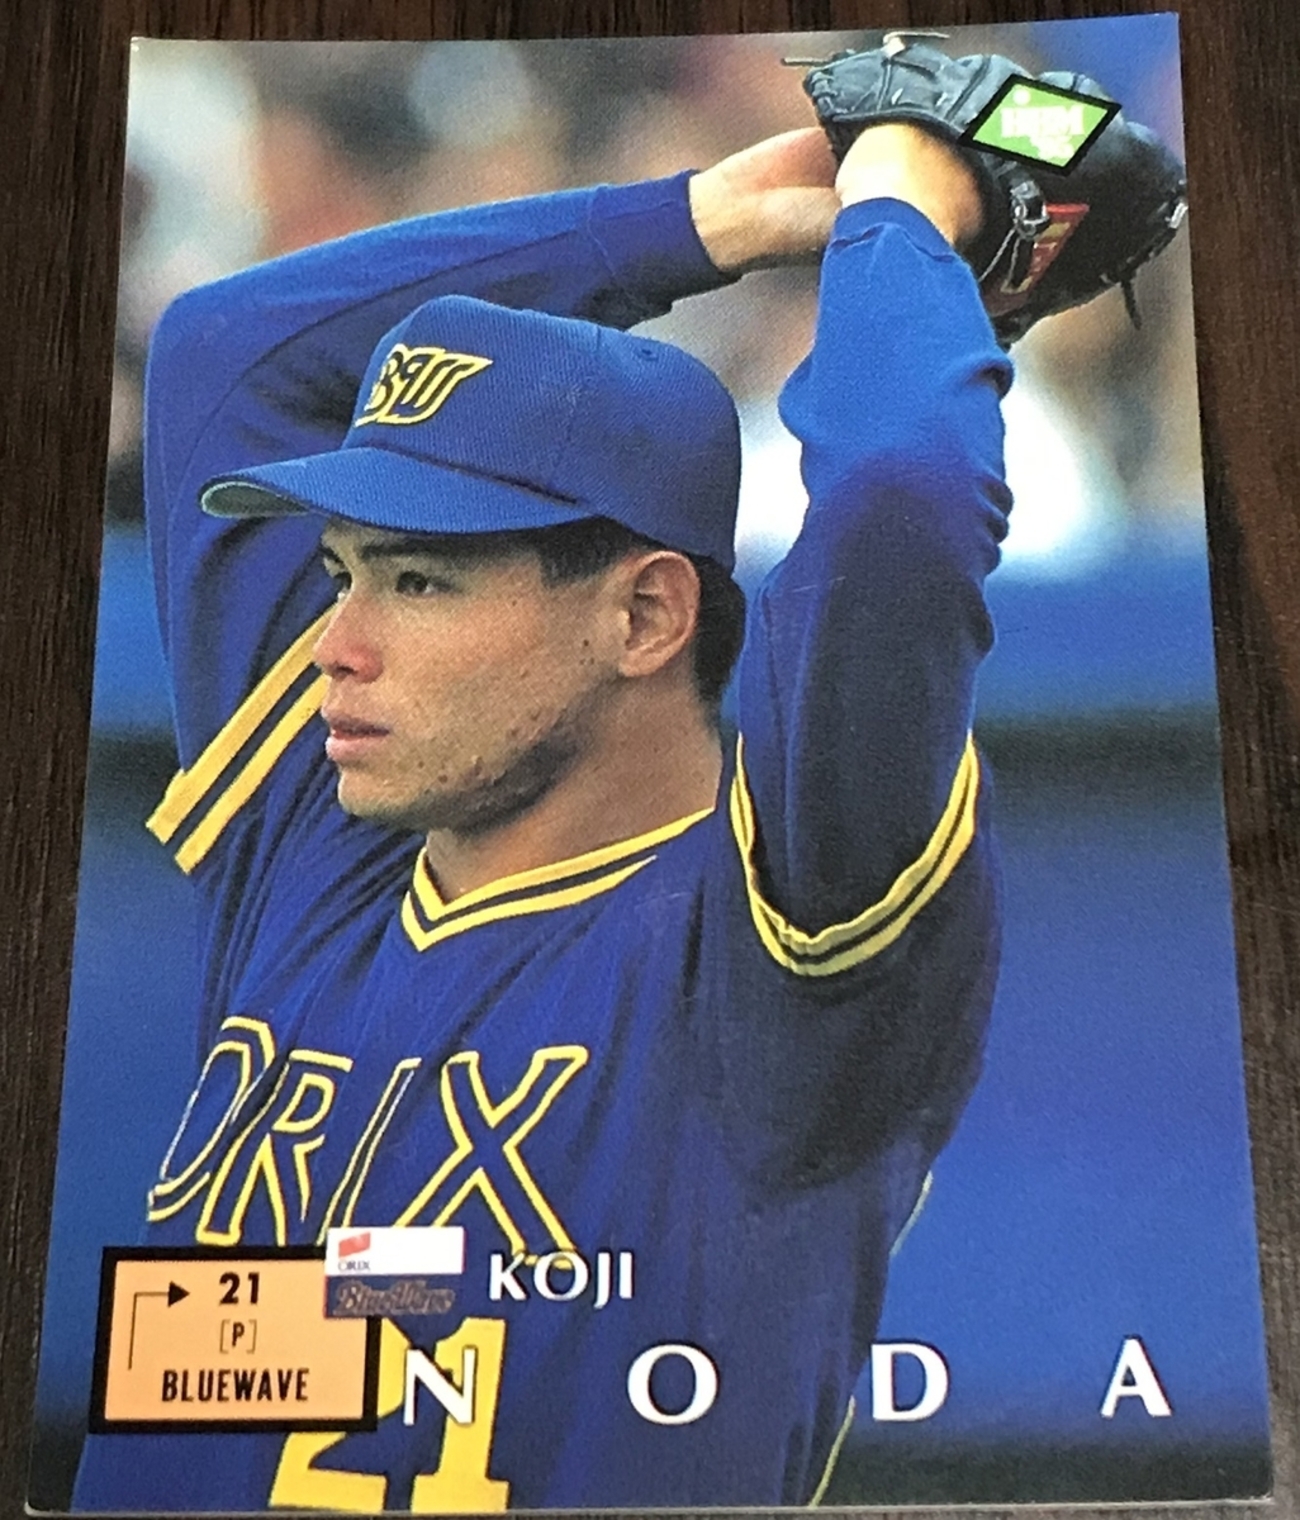 BW
ORIX
21
[P]
BLUEWAVE
ORIX
BlueWave
KOJI
NODA
21